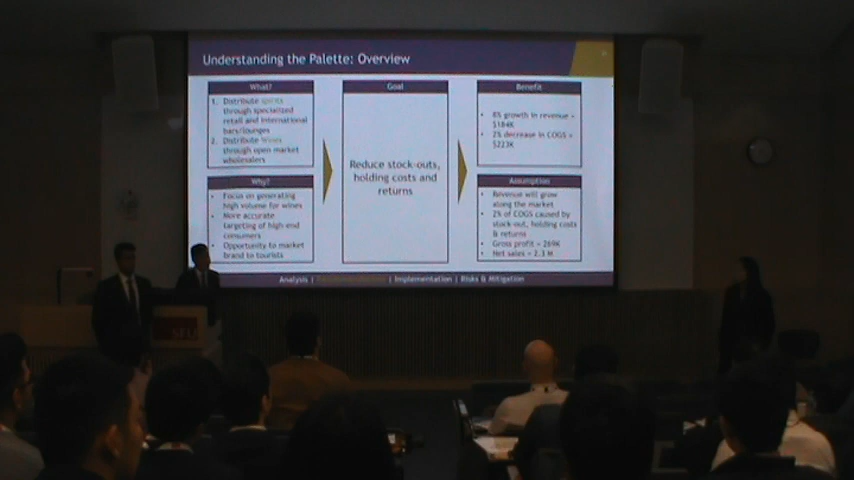 Understanding the Palette: Overview
What?
1. Distribute spirits
through specialized
retail and international
bars/lounges
2. Distribute Wines
through open market
wholesalers
Why?
• Focus on generating
high volume for wines
• More accurate
targeting of high-end
consumers
• Opportunity to market
brand to tourists
Goal
Reduce stock-outs,
holding costs and
returns
Benefit
• 8% growth in revenue =
$184K
• 2% decrease in COGS =
$223K
Assumption
• Revenue will grow
along the market
• 2% of COGS caused by
stock-out, holding costs
& returns
• Gross profit = 269K
• Net sales = 2.3 M
Analysis | | Implementation | Risks & Mitigation
SFU